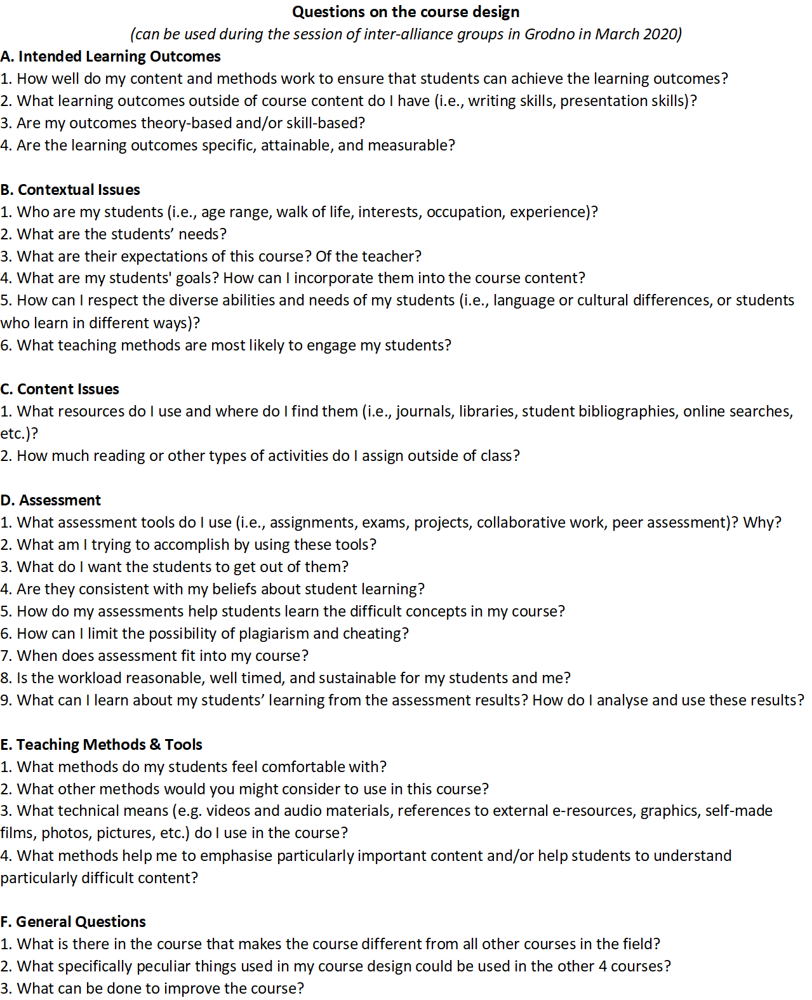 Questions on the course design
(can be used during the session of inter-alliance groups in Grodno in March 2020)
A. Intended Learning Outcomes
1. How well do my content and methods work to ensure that students can achieve the learning outcomes?
2. What learning outcomes outside of course content do I have (i.e., writing skills, presentation skills)?
3. Are my outcomes theory-based and/or skill-based?
4. Are the learning outcomes specific, attainable, and measurable?
B. Contextual Issues
1. Who are my students (i.e., age range, walk of life, interests, occupation, experience)?
2. What are the students’ needs?
3. What are their expectations of this course? Of the teacher?
4. What are my students' goals? How can I incorporate them into the course content?
5. How can I respect the diverse abilities and needs of my students (i.e., language or cultural differences, or students
who learn in different ways)?
6. What teaching methods are most likely to engage my students?
C. Content Issues
1. What resources do I use and where do I find them (i.e., journals, libraries, student bibliographies, online searches,
etc.)?
2. How much reading or other types of activities do I assign outside of class?
D. Assessment
1. What assessment tools do I use (i.e., assignments, exams, projects, collaborative work, peer assessment)? Why?
2. What am I trying to accomplish by using these tools?
3. What do I want the students to get out of them?
4. Are they consistent with my beliefs about student learning?
5. How do my assessments help students learn the difficult concepts in my course?
6. How can I limit the possibility of plagiarism and cheating?
7. When does assessment fit into my course?
8. Is the workload reasonable, well timed, and sustainable for my students and me?
9. What can I learn about my students’ learning from the assessment results? How do I analyse and use these results?
E. Teaching Methods & Tools
1. What methods do my students feel comfortable with?
2. What other methods would you might consider to use in this course?
3. What technical means (e.g. videos and audio materials, references to external e-resources, graphics, self-made
films, photos, pictures, etc.) do I use in the course?
4. What methods help me to emphasise particularly important content and/or help students to understand
particularly difficult content?
F. General Questions
1. What is there in the course that makes the course different from all other courses in the field?
2. What specifically peculiar things used in my course design could be used in the other 4 courses?
3. What can be done to improve the course?